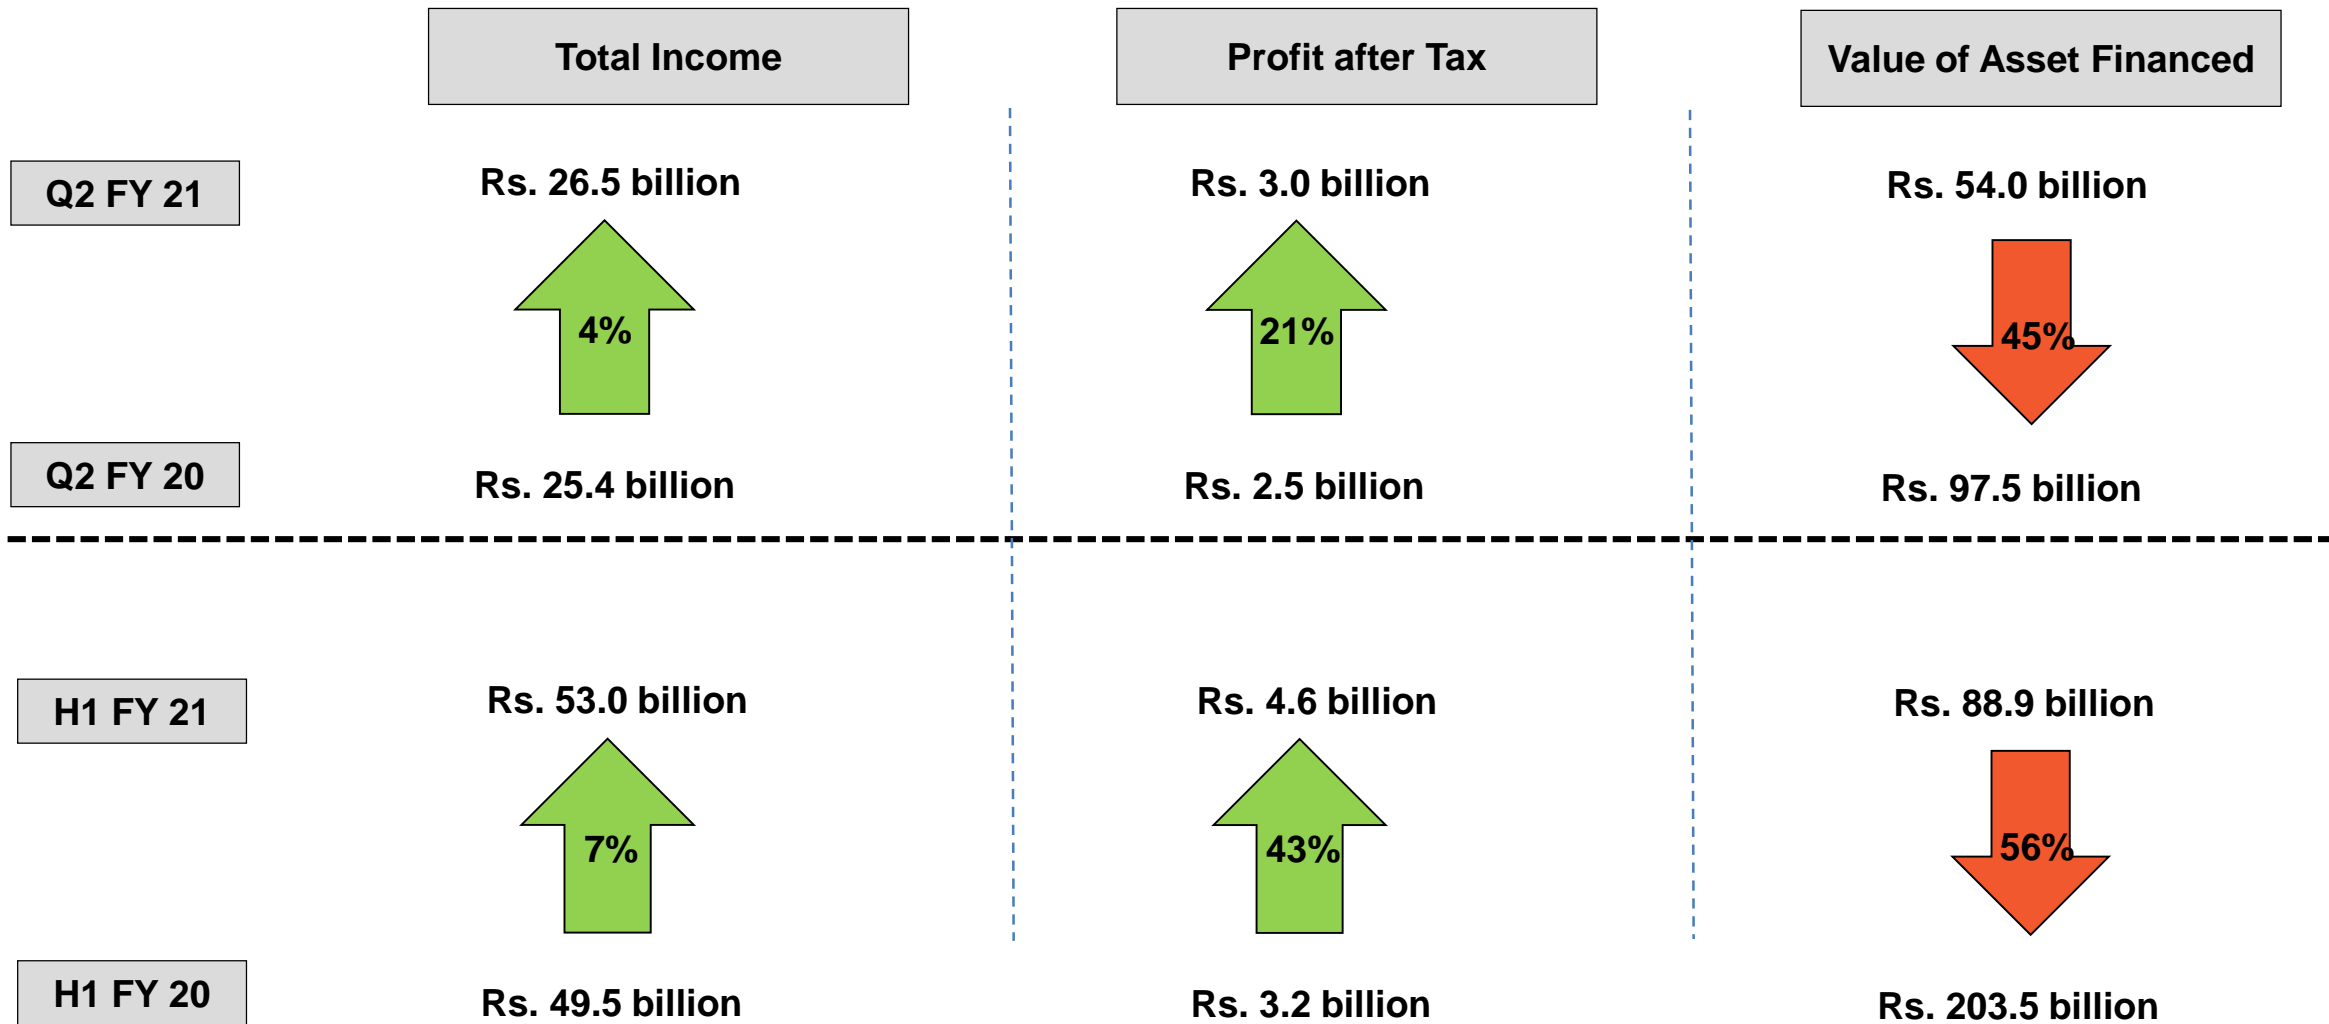 Total Income
Profit after Tax
Value of Asset Financed
Q2 FY 21
Rs. 26.5 billion
Rs. 3.0 billion
Rs. 54.0 billion
4%
21%
45%
Q2 FY 20
Rs. 25.4 billion
Rs. 2.5 billion
Rs. 97.5 billion
H1 FY 21
Rs. 53.0 billion
Rs. 4.6 billion
Rs. 88.9 billion
7%
43%
56%
H1 FY 20
Rs. 49.5 billion
Rs. 3.2 billion
Rs. 203.5 billion